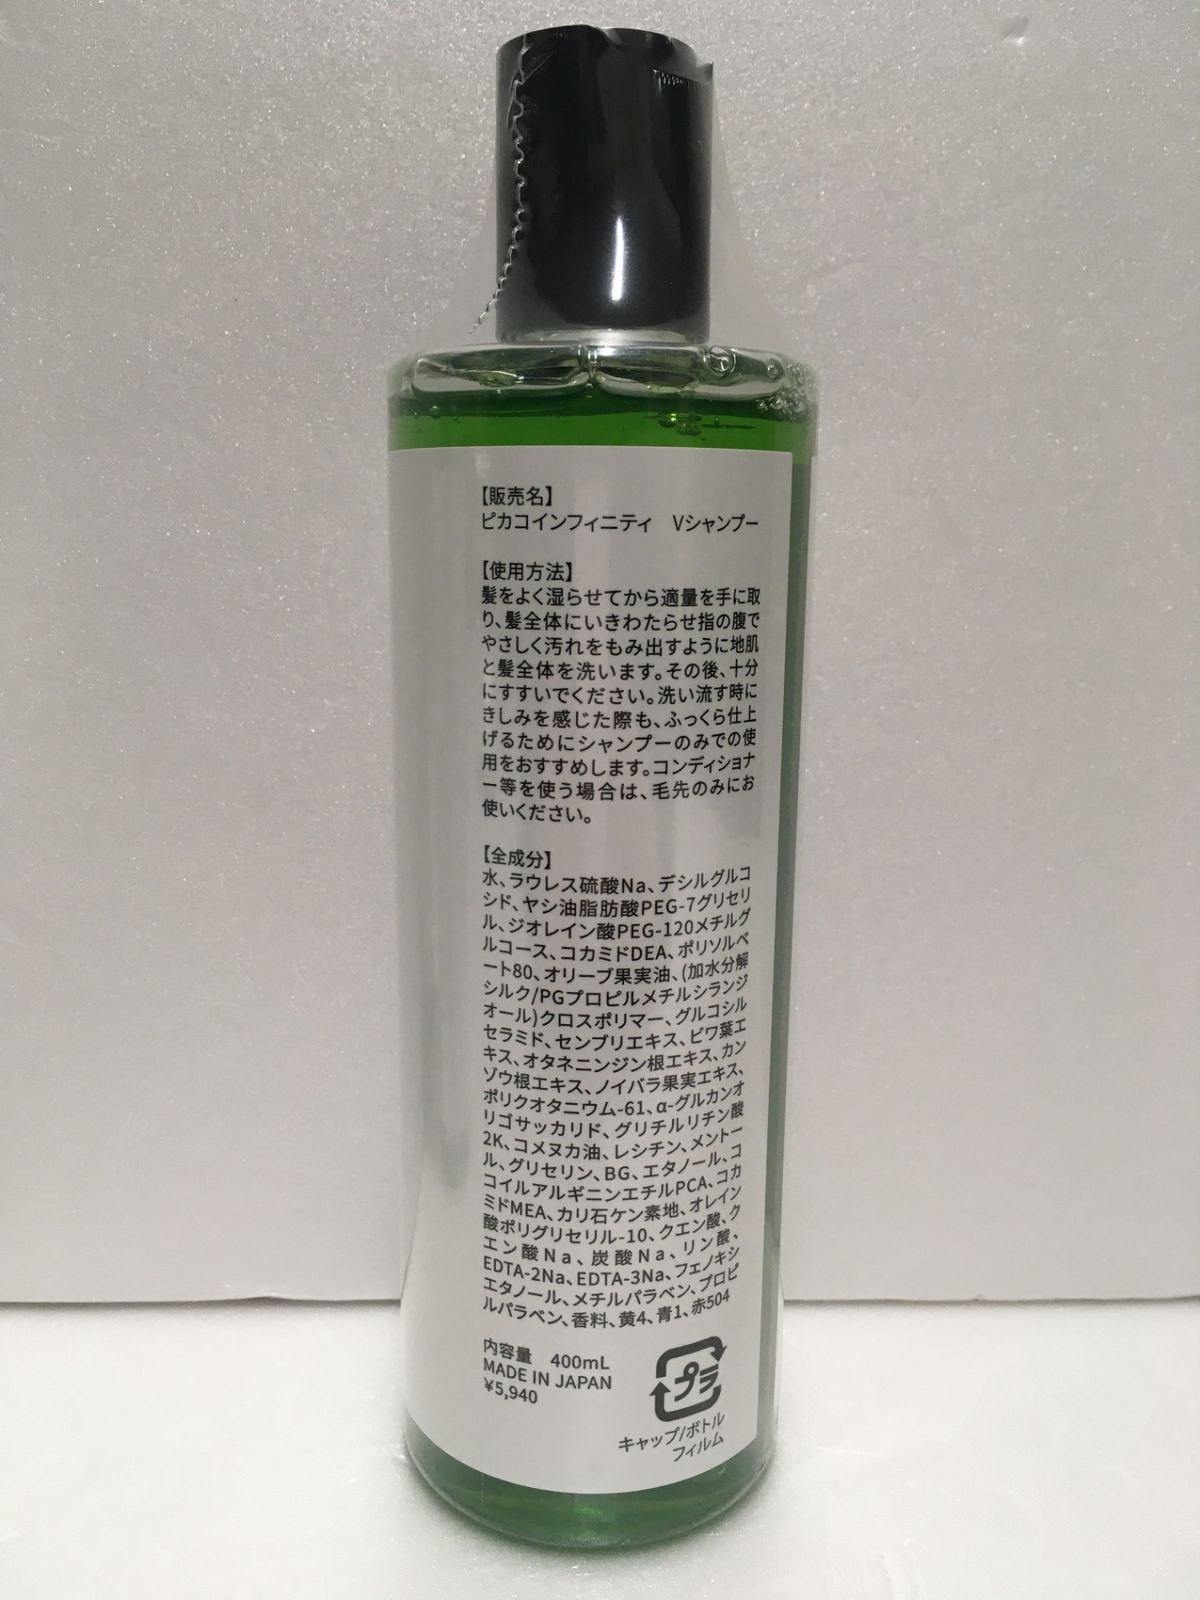 【販売名】
ピカコインフィニティ　Vシャンプー
【使用方法】
髪をよく湿らせてから適量を手に取
り、髪全体にいきわたらせ指の腹で
やさしく汚れをもみ出すように地肌
と髪全体を洗います。その後、十分
にすすいでください。洗い流す時に
きしみを感じた際も、ふっくら仕上
げるためにシャンプーのみでの使
用をおすすめします。コンディショナ
ー等を使う場合は、毛先のみにお
使いください。
【全成分】
水、ラウレス硫酸Na、デシルグルコ
シド、ヤシ油脂肪酸PEG-7グリセリ
ル、ジオレイン酸PEG-120メチルグ
ルコース、コカミドDEA、ポリソルベ
ート80、オリーブ果実油、(加水分解
シルク/PGプロピルメチルシランジ
オール)クロスポリマー、グルコシル
セラミド、センブリエキス、ビワ葉エ
キス、オタネニンジン根エキス、カン
ゾウ根エキス、ノイバラ果実エキス、
ポリクオタニウム-61、α-グルカンオ
リゴサッカリド、グリチルリチン酸
2K、コメヌカ油、レシチン、メントー
ル、グリセリン、BG、エタノール、コ
コイルアルギニンエチルPCA、コカ
ミドMEA、カリ石ケン素地、オレイン
酸ポリグリセリル-10、クエン酸、ク
エン酸Na、炭酸Na、リン酸、
EDTA-2Na、EDTA-3Na、フェノキシ
エタノール、メチルパラベン、プロピ
ルパラベン、香料、黄4、青1、赤504
内容量　400mL
MADE IN JAPAN
¥5,940
プラ
キャップ/ボトル
フィルム